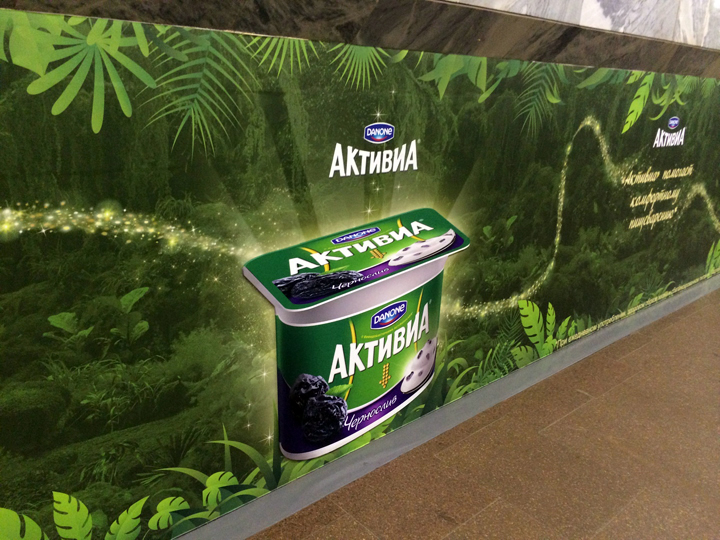 DANONE
АКТИВИА
DANONE
АКТИВИА
Чернослив
DANONE
АКТИВИА
Чернослив
DANONE
АКТИВИА
Активиа помогает
комфортному
пищеварению*